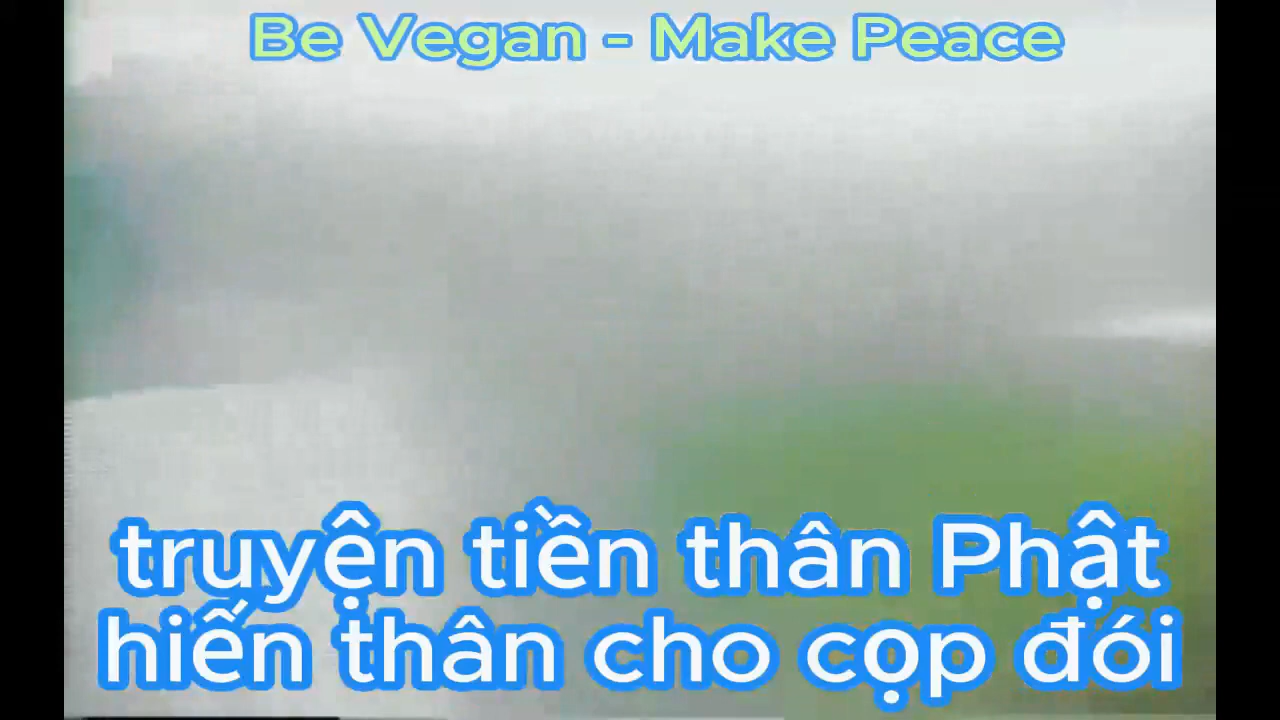 Be Vegan - Make Peace
truyện tiền thân Phật
hiến thân cho cọp đói